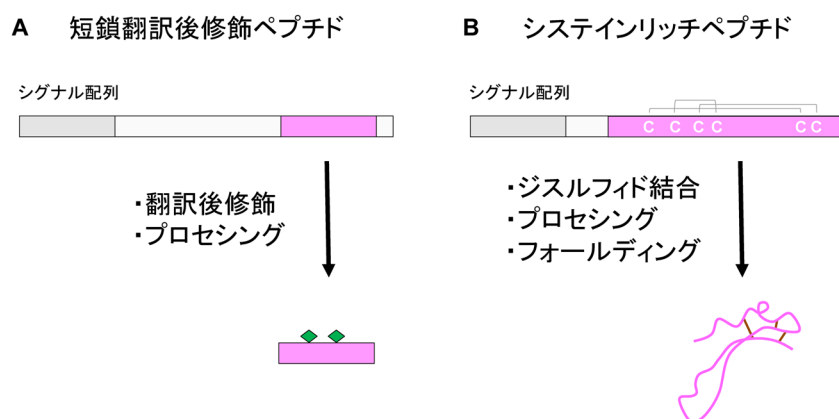 A 短鎖翻訳後修飾ペプチド
シグナル配列
・翻訳後修飾
・プロセシング
B システインリッチペプチド
シグナル配列
C C C C C C
・ジスルフィド結合
・プロセシング
・フォールディング